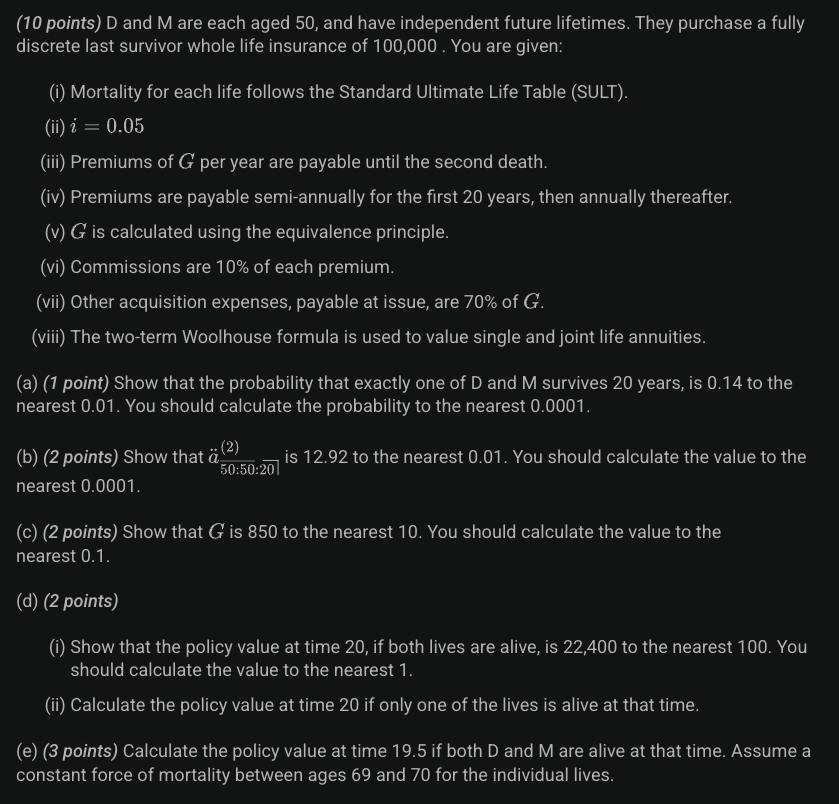 (10 points) D and M are each aged 50, and have independent future lifetimes. They purchase a fully
discrete last survivor whole life insurance of 100,000 . You are given:
(i) Mortality for each life follows the Standard Ultimate Life Table (SULT).
(ii) i = 0.05
(iii) Premiums of G per year are payable until the second death.
(iv) Premiums are payable semi-annually for the first 20 years, then annually thereafter.
(v) G is calculated using the equivalence principle.
(vi) Commissions are 10% of each premium.
(vii) Other acquisition expenses, payable at issue, are 70% of G.
(viii) The two-term Woolhouse formula is used to value single and joint life annuities.
(a) (1 point) Show that the probability that exactly one of D and M survives 20 years, is 0.14 to the
nearest 0.01. You should calculate the probability to the nearest 0.0001.
(b) (2 points) Show that ä^{(2)}_{\overline{50:50}:\overline{20|}} is 12.92 to the nearest 0.01. You should calculate the value to the
nearest 0.0001.
(c) (2 points) Show that G is 850 to the nearest 10. You should calculate the value to the
nearest 0.1.
(d) (2 points)
(i) Show that the policy value at time 20, if both lives are alive, is 22,400 to the nearest 100. You
should calculate the value to the nearest 1.
(ii) Calculate the policy value at time 20 if only one of the lives is alive at that time.
(e) (3 points) Calculate the policy value at time 19.5 if both D and M are alive at that time. Assume a
constant force of mortality between ages 69 and 70 for the individual lives.